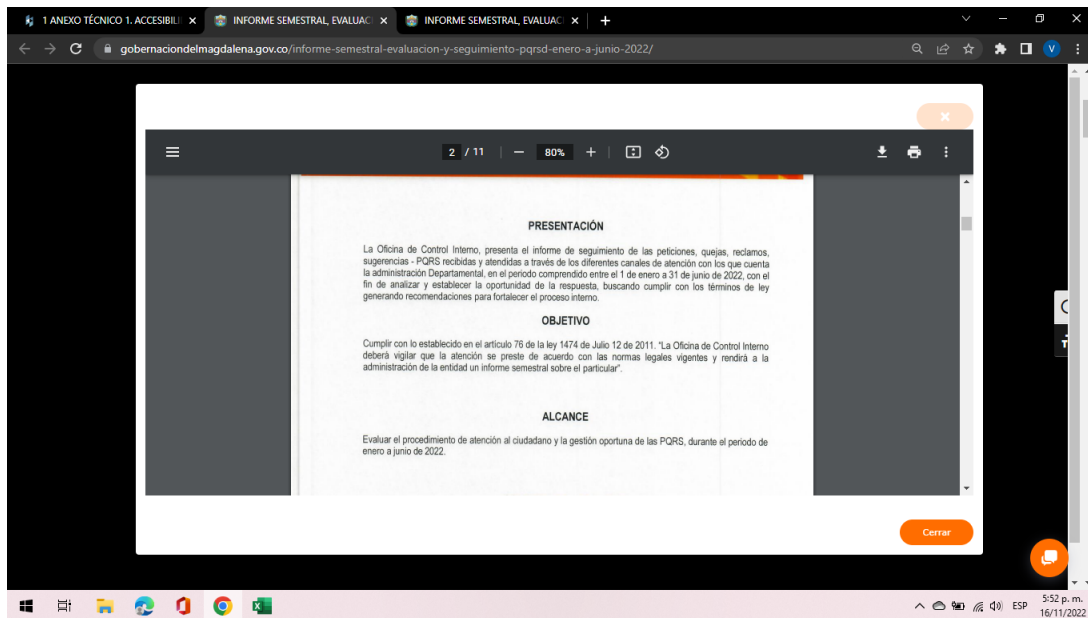 1 ANEXO TÉCNICO 1. ACCESIBIL
INFORME SEMESTRAL, EVALUAC
INFORME SEMESTRAL, EVALUAC
gobernaciondelmagdalena.gov.co/informe-semestral-evaluacion-y-seguimiento-pqrsd-enero-a-junio-2022/
V
2 / 11
80%
PRESENTACIÓN
La Oficina de Control Interno, presenta el informe de seguimiento de las peticiones, quejas, reclamos,
sugerencias - PQRS recibidas y atendidas a través de los diferentes canales de atención con los que cuenta
la administración Departamental, en el periodo comprendido entre el 1 de enero a 31 de junio de 2022, con el
fin de analizar y establecer la oportunidad de la respuesta, buscando cumplir con los términos de ley
generando recomendaciones para fortalecer el proceso interno.
OBJETIVO
Cumplir con lo establecido en el artículo 76 de la ley 1474 de Julio 12 de 2011. "La Oficina de Control Interno
deberá vigilar que la atención se preste de acuerdo con las normas legales vigentes y rendirá a la
administración de la entidad un informe semestral sobre el particular".
ALCANCE
Evaluar el procedimiento de atención al ciudadano y la gestión oportuna de las PQRS, durante el periodo de
enero a junio de 2022.
Cerrar
ESP
5:52 p. m.
16/11/2022